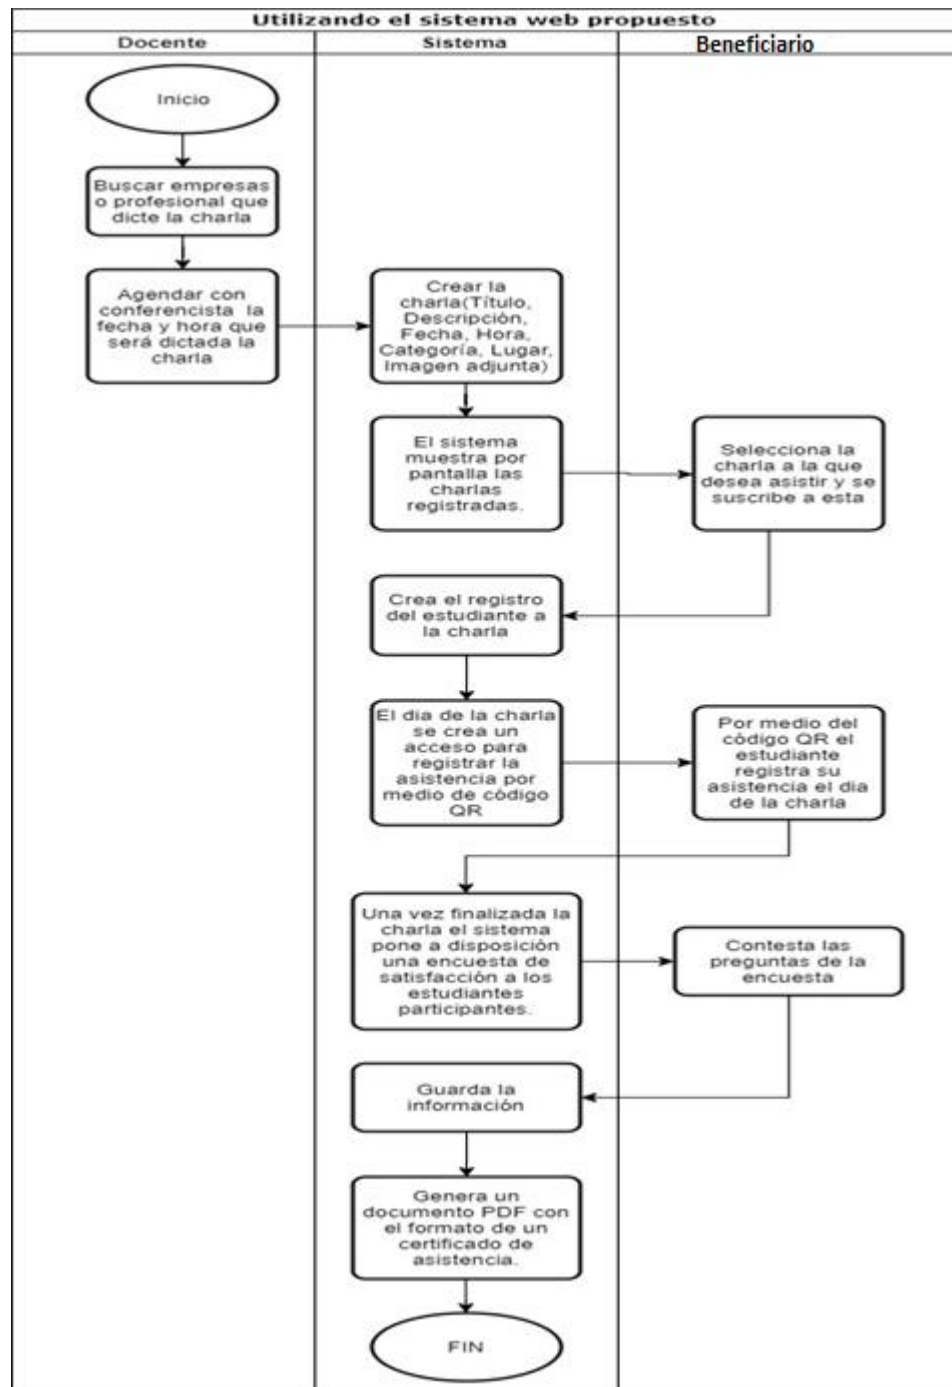 Utilizando el sistema web propuesto
Docente
Sistema
Beneficiario
Inicio
Buscar empresas
o profesional que
dicte la charla
Agendar con
conferencista la
fecha y hora que
será dictada la
charla
Crear la
charla(Título,
Descripción,
Fecha, Hora,
Categoría, Lugar,
Imagen adjunta)
El sistema
muestra por
pantalla las
charlas
registradas.
Selecciona la
charla a la que
desea asistir y se
suscribe a esta
Crea el registro
del estudiante a
la charla
El dia de la charla
se crea un
acceso para
registrar la
asistencia por
medio de código
QR
Por medio del
código QR el
estudiante
registra su
asistencia el dia
de la charla
Una vez finalizada la
charla el sistema
pone a disposición
una encuesta de
satisfacción a los
estudiantes
participantes.
Contesta las
preguntas de la
encuesta
Guarda la
información
Genera un
documento PDF con
el formato de un
certificado de
asistencia.
FIN